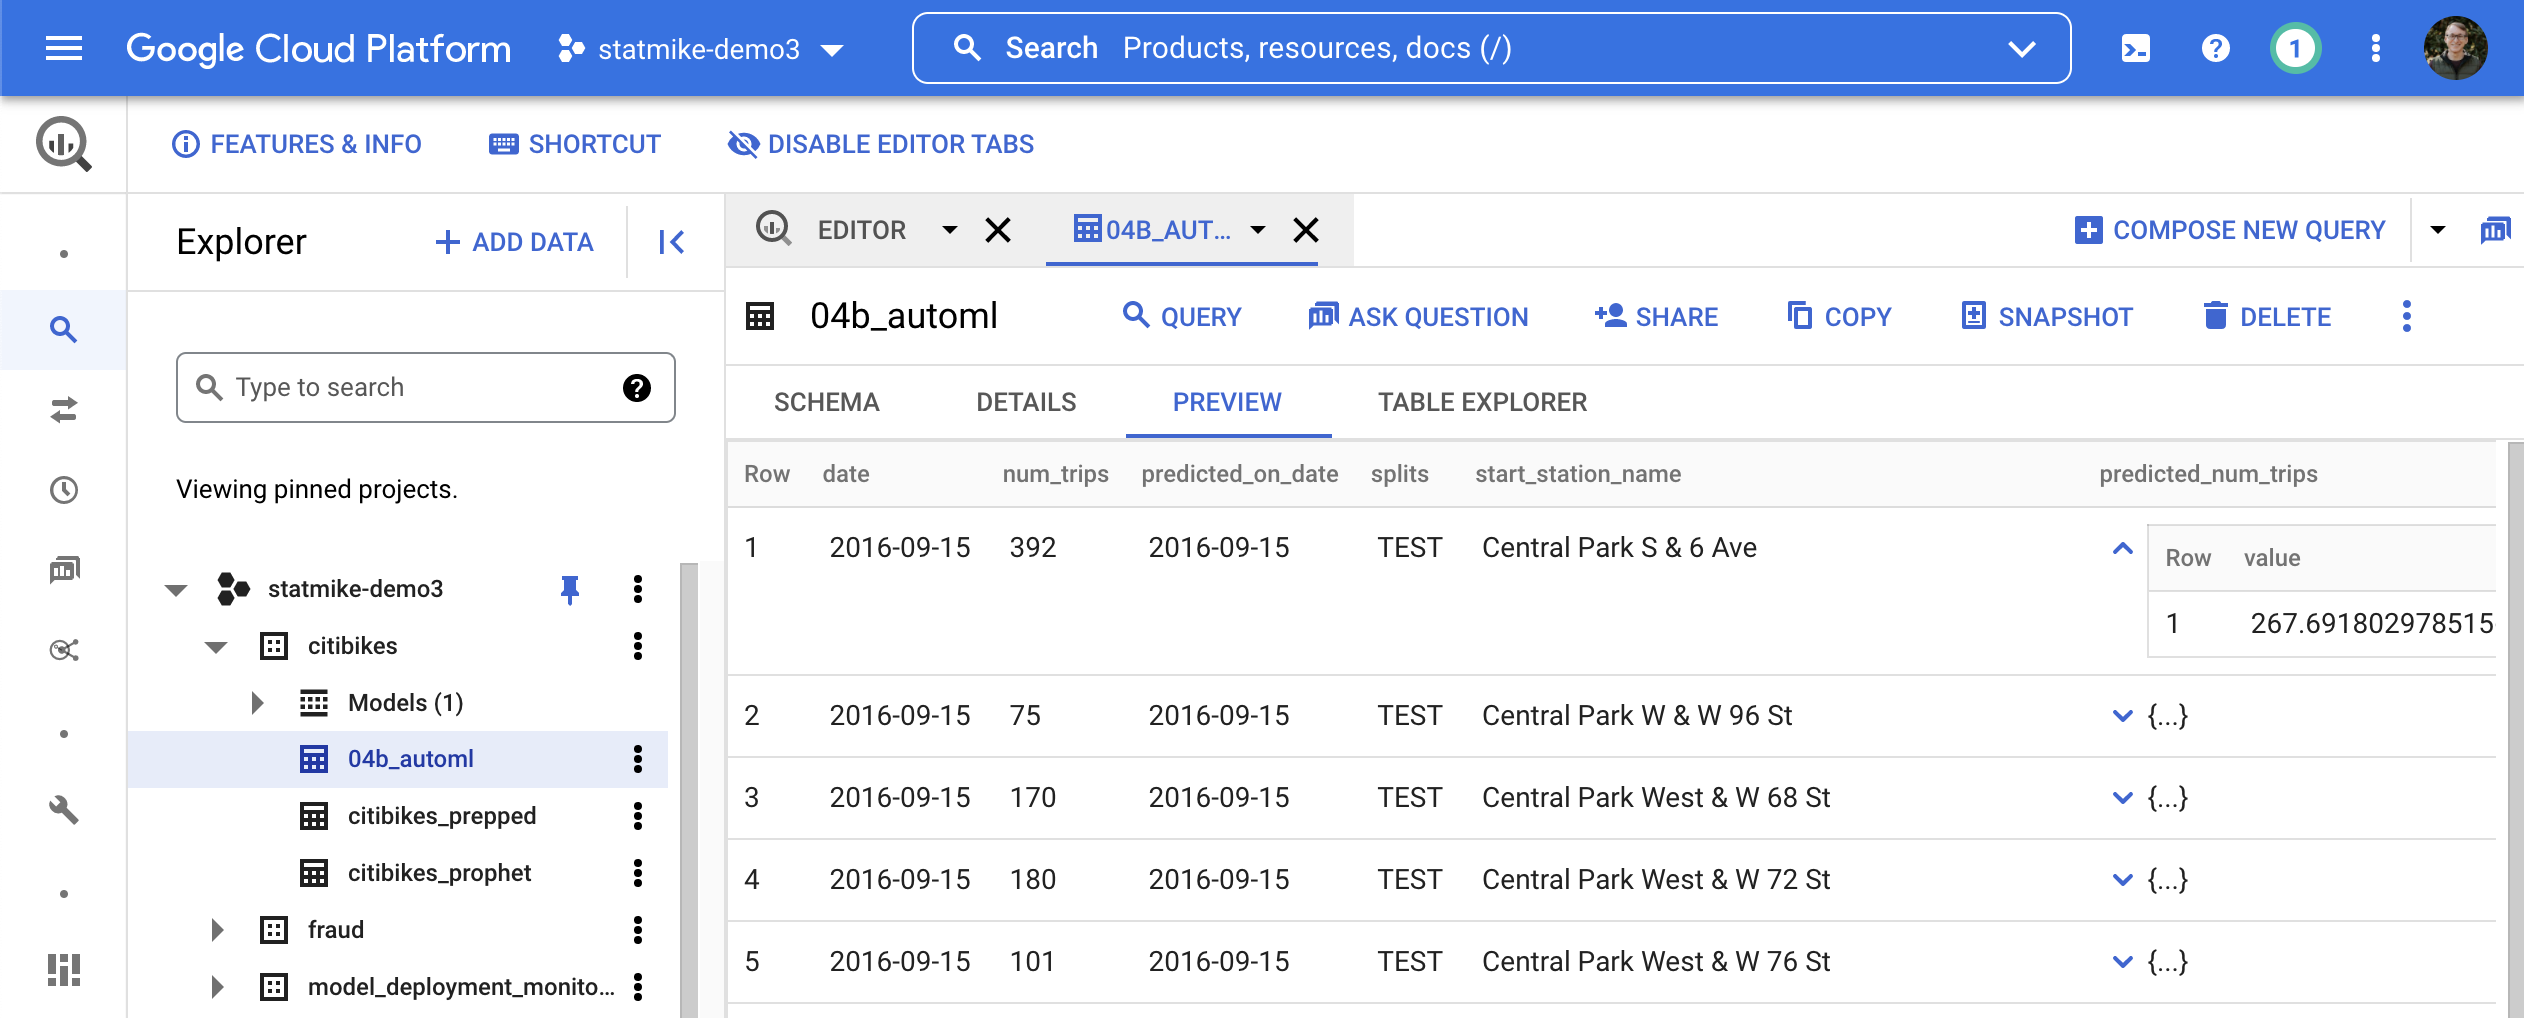 Google Cloud Platform statmike-demo3 Search Products, resources, docs (/) 1
FEATURES & INFO SHORTCUT DISABLE EDITOR TABS
Explorer + ADD DATA
EDITOR 04B_AUT... COMPOSE NEW QUERY
04b_automl QUERY ASK QUESTION SHARE COPY SNAPSHOT DELETE
Type to search
SCHEMA DETAILS PREVIEW TABLE EXPLORER
Viewing pinned projects.
statmike-demo3
citibikes
Models (1)
04b_automl
citibikes_prepped
citibikes_prophet
fraud
model_deployment_monito...
Row date num_trips predicted_on_date splits start_station_name predicted_num_trips
1 2016-09-15 392 2016-09-15 TEST Central Park S & 6 Ave
Row value
1 267.691802978515
2 2016-09-15 75 2016-09-15 TEST Central Park W & W 96 St {...}
3 2016-09-15 170 2016-09-15 TEST Central Park West & W 68 St {...}
4 2016-09-15 180 2016-09-15 TEST Central Park West & W 72 St {...}
5 2016-09-15 101 2016-09-15 TEST Central Park West & W 76 St {...}